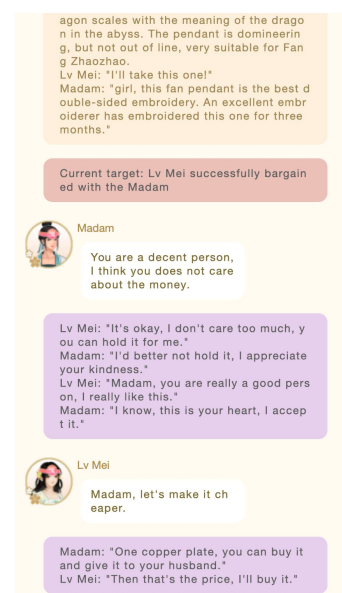 agon scales with the meaning of the drago
n in the abyss. The pendant is domineerin
g, but not out of line, very suitable for Fan
g Zhaozhao.
Lv Mei: "I'll take this one!"
Madam: "girl, this fan pendant is the best d
ouble-sided embroidery. An excellent embr
oiderer has embroidered this one for three
months."
Current target: Lv Mei successfully bargain
ed with the Madam
Madam
You are a decent person,
I think you does not care
about the money.
Lv Mei: "It's okay, I don't care too much, y
ou can hold it for me."
Madam: "I'd better not hold it, I appreciate
your kindness."
Lv Mei: "Madam, you are really a good pers
on, I really like this."
Madam: "I know, this is your heart, I accep
t it."
Lv Mei
Madam, let's make it ch
eaper.
Madam: "One copper plate, you can buy it
and give it to your husband."
Lv Mei: "Then that's the price, I'll buy it."